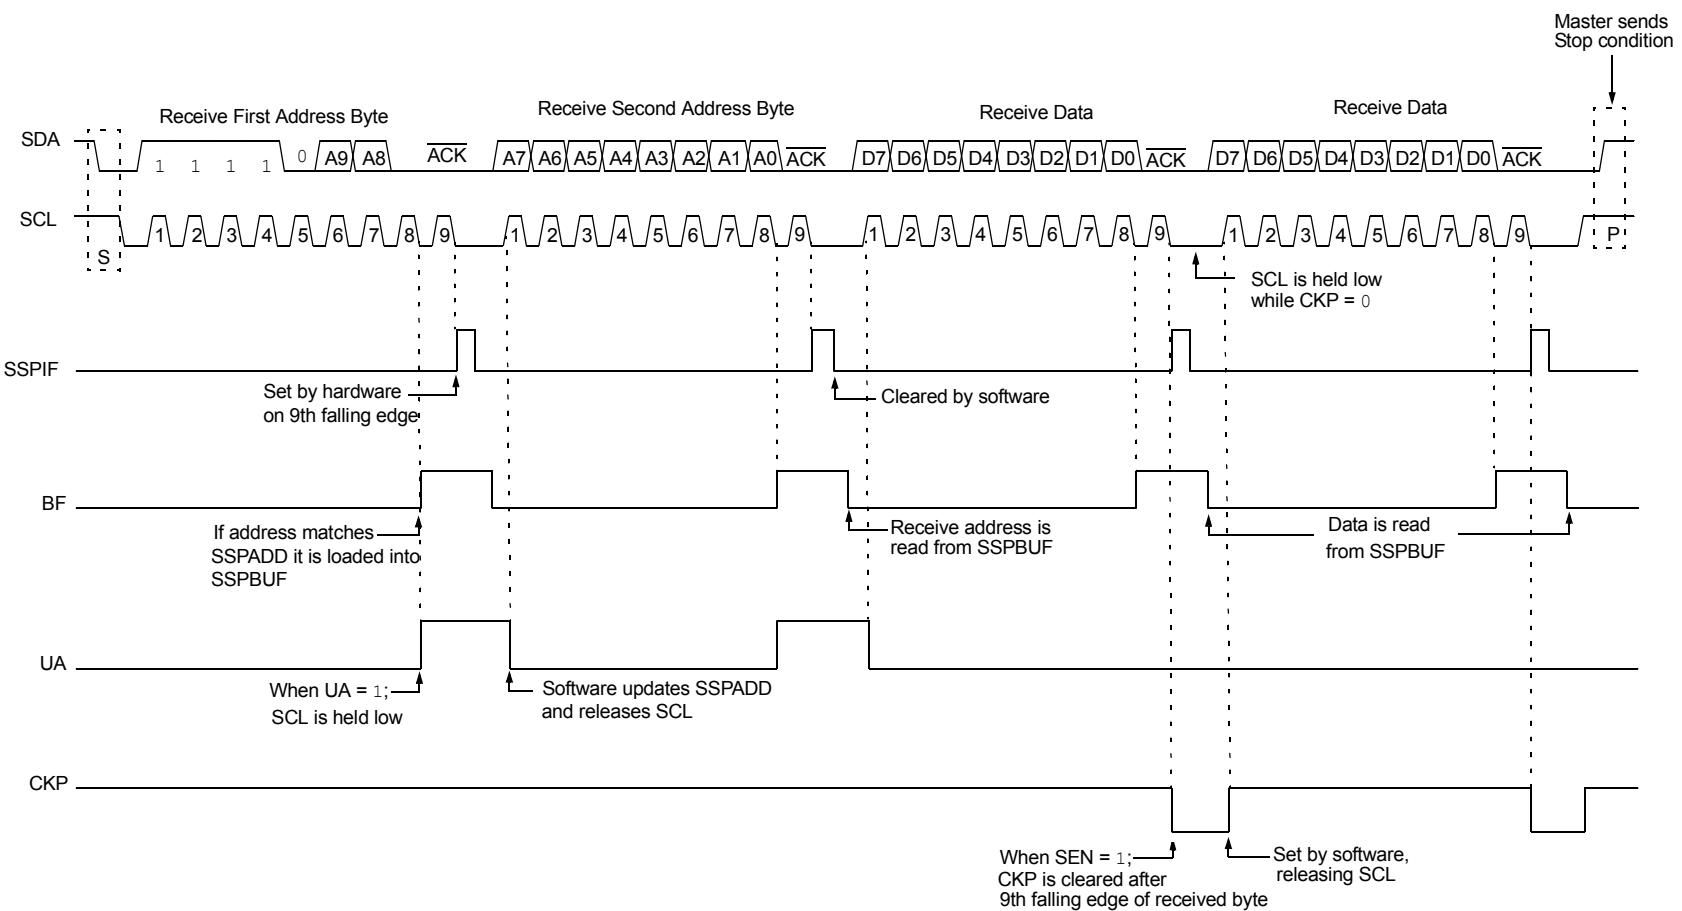 Master sends
Stop condition
Receive First Address Byte
Receive Second Address Byte
Receive Data
Receive Data
SDA
1 1 1 1 0 A9 A8 ACK A7 A6 A5 A4 A3 A2 A1 A0 ACK D7 D6 D5 D4 D3 D2 D1 D0 ACK D7 D6 D5 D4 D3 D2 D1 D0 ACK
SCL
S 1 2 3 4 5 6 7 8 9 1 2 3 4 5 6 7 8 9 1 2 3 4 5 6 7 8 9 1 2 3 4 5 6 7 8 9 P
SCL is held low
while CKP = 0
SSPIF
Set by hardware
on 9th falling edge
Cleared by software
BF
If address matches
SSPADD it is loaded into
SSPBUF
Receive address is
read from SSPBUF
Data is read
from SSPBUF
UA
When UA = 1;
SCL is held low
Software updates SSPADD
and releases SCL
CKP
When SEN = 1;
CKP is cleared after
9th falling edge of received byte
Set by software,
releasing SCL